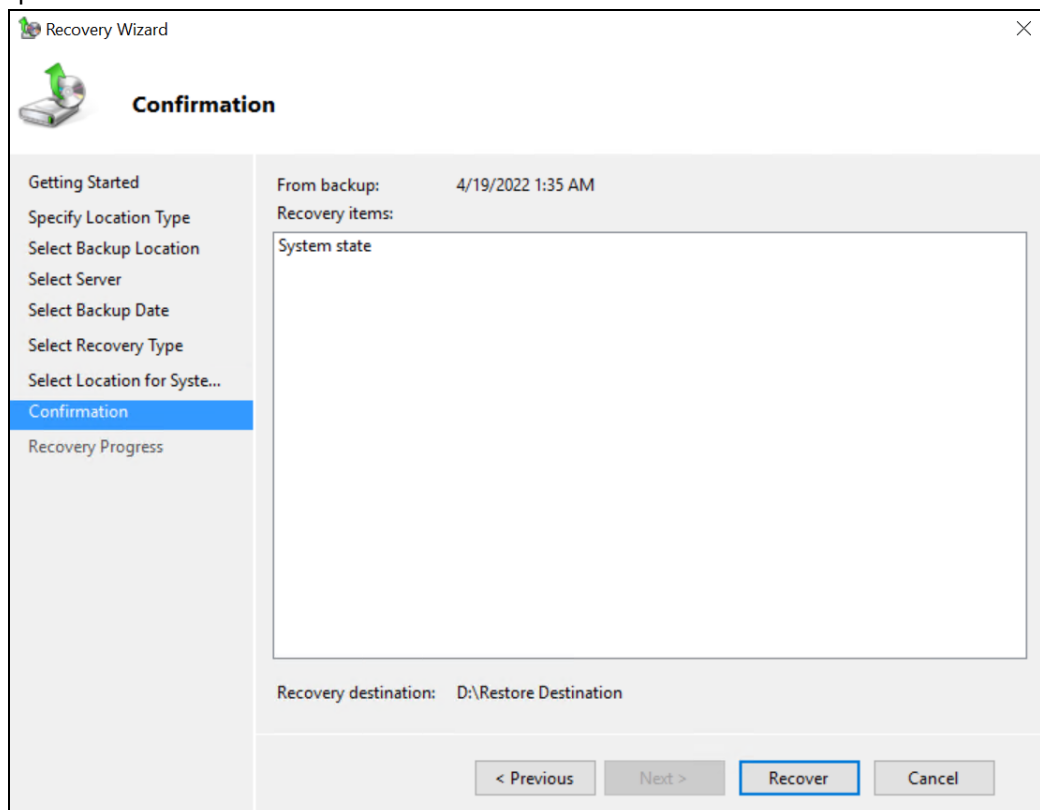 Recovery Wizard
Confirmation
Getting Started
Specify Location Type
Select Backup Location
Select Server
Select Backup Date
Select Recovery Type
Select Location for Syste...
Confirmation
Recovery Progress
From backup: 4/19/2022 1:35 AM
Recovery items:
System state
Recovery destination: D:\Restore Destination
< Previous Next > Recover Cancel